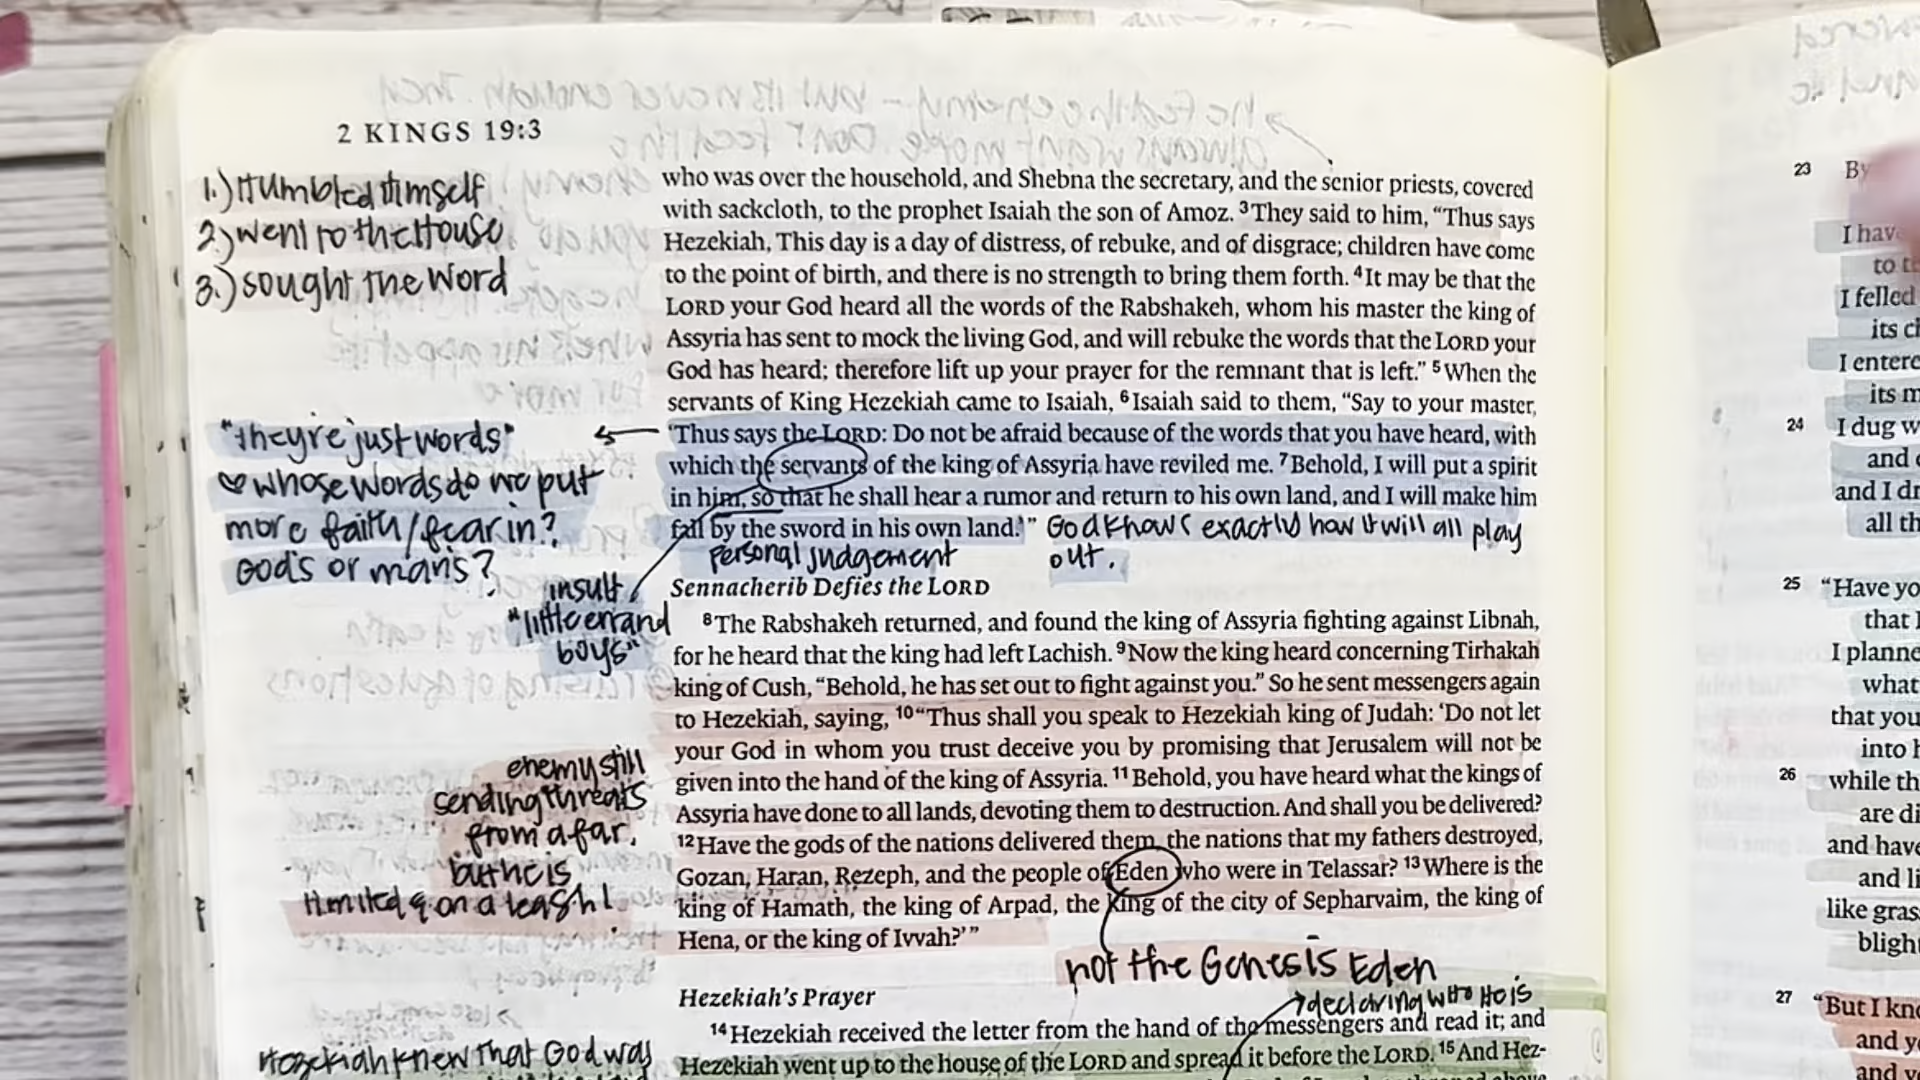 2 KINGS 19:3
1.) Humbled Himself
2.) went to the House
3.) sought the Word
who was over the household, and Shebna the secretary, and the senior priests, covered
with sackcloth, to the prophet Isaiah the son of Amoz. 3 They said to him, “Thus says
Hezekiah, This day is a day of distress, of rebuke, and of disgrace; children have come
to the point of birth, and there is no strength to bring them forth. 4 It may be that the
LORD your God heard all the words of the Rabshakeh, whom his master the king of
Assyria has sent to mock the living God, and will rebuke the words that the LORD your
God has heard; therefore lift up your prayer for the remnant that is left.” 5 When the
servants of King Hezekiah came to Isaiah, 6 Isaiah said to them, “Say to your master,
‘Thus says the LORD: Do not be afraid because of the words that you have heard, with
which the servants of the king of Assyria have reviled me. 7 Behold, I will put a spirit
in him, so that he shall hear a rumor and return to his own land, and I will make him
fall by the sword in his own land.’” God knows exactly how it will all play
out.
personal judgement
"they're just words"
whose words do we put
more faith/fear in?
God's or man's?
insult
"little errand
boys"
Sennacherib Defies the LORD
8 The Rabshakeh returned, and found the king of Assyria fighting against Libnah,
for he heard that the king had left Lachish. 9 Now the king heard concerning Tirhakah
king of Cush, “Behold, he has set out to fight against you.” So he sent messengers again
to Hezekiah, saying, 10 “Thus shall you speak to Hezekiah king of Judah: ‘Do not let
your God in whom you trust deceive you by promising that Jerusalem will not be
given into the hand of the king of Assyria. 11 Behold, you have heard what the kings of
Assyria have done to all lands, devoting them to destruction. And shall you be delivered?
12 Have the gods of the nations delivered them, the nations that my fathers destroyed,
Gozan, Haran, Rezeph, and the people of Eden who were in Telassar? 13 Where is the
king of Hamath, the king of Arpad, the king of the city of Sepharvaim, the king of
Hena, or the king of Ivvah?’”
enemy still
sending threats
from afar.
but he is
limited & on a leash!
not the Genesis Eden
declaring who He is
Hezekiah's Prayer
14 Hezekiah received the letter from the hand of the messengers and read it; and
Hezekiah went up to the house of the LORD and spread it before the LORD. 15 And Hez-
Hezekiah knew that God was
23 By
I have
to
I felled
its
I entere
its m
24 I dug w
and
and I dr
all th
25 “Have yo
that I
I planne
what
that you
into
26 while th
are di
and have
and li
like gras
blight
27 “But I kno
and
and